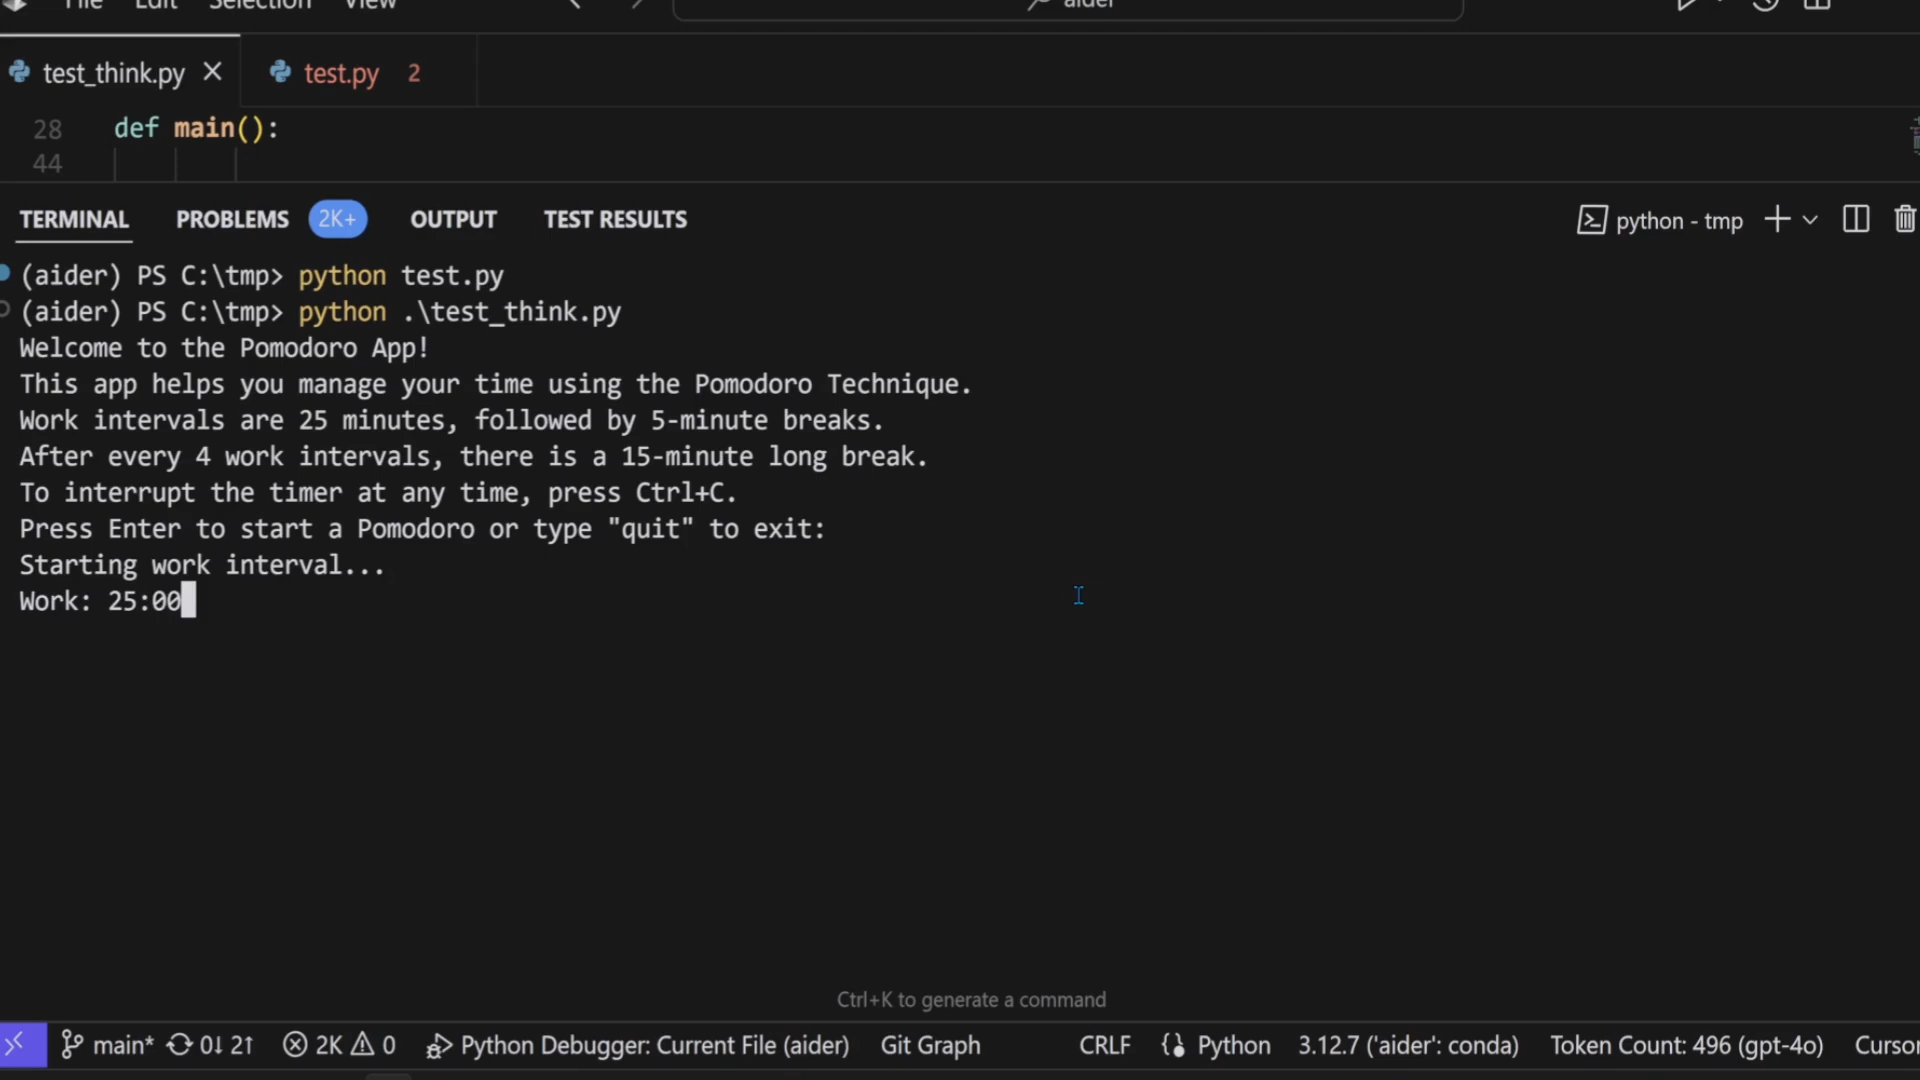 File Edit Selection View
aider
test_think.py
test.py 2
28 def main():
44
TERMINAL PROBLEMS 2K+ OUTPUT TEST RESULTS
python - tmp
(aider) PS C:\tmp> python test.py
(aider) PS C:\tmp> python .\test_think.py
Welcome to the Pomodoro App!
This app helps you manage your time using the Pomodoro Technique.
Work intervals are 25 minutes, followed by 5-minute breaks.
After every 4 work intervals, there is a 15-minute long break.
To interrupt the timer at any time, press Ctrl+C.
Press Enter to start a Pomodoro or type "quit" to exit:
Starting work interval...
Work: 25:00
Ctrl+K to generate a command
main* 0↓ 2↑ 2K 0 Python Debugger: Current File (aider) Git Graph CRLF Python 3.12.7 ('aider': conda) Token Count: 496 (gpt-4o) Cursor